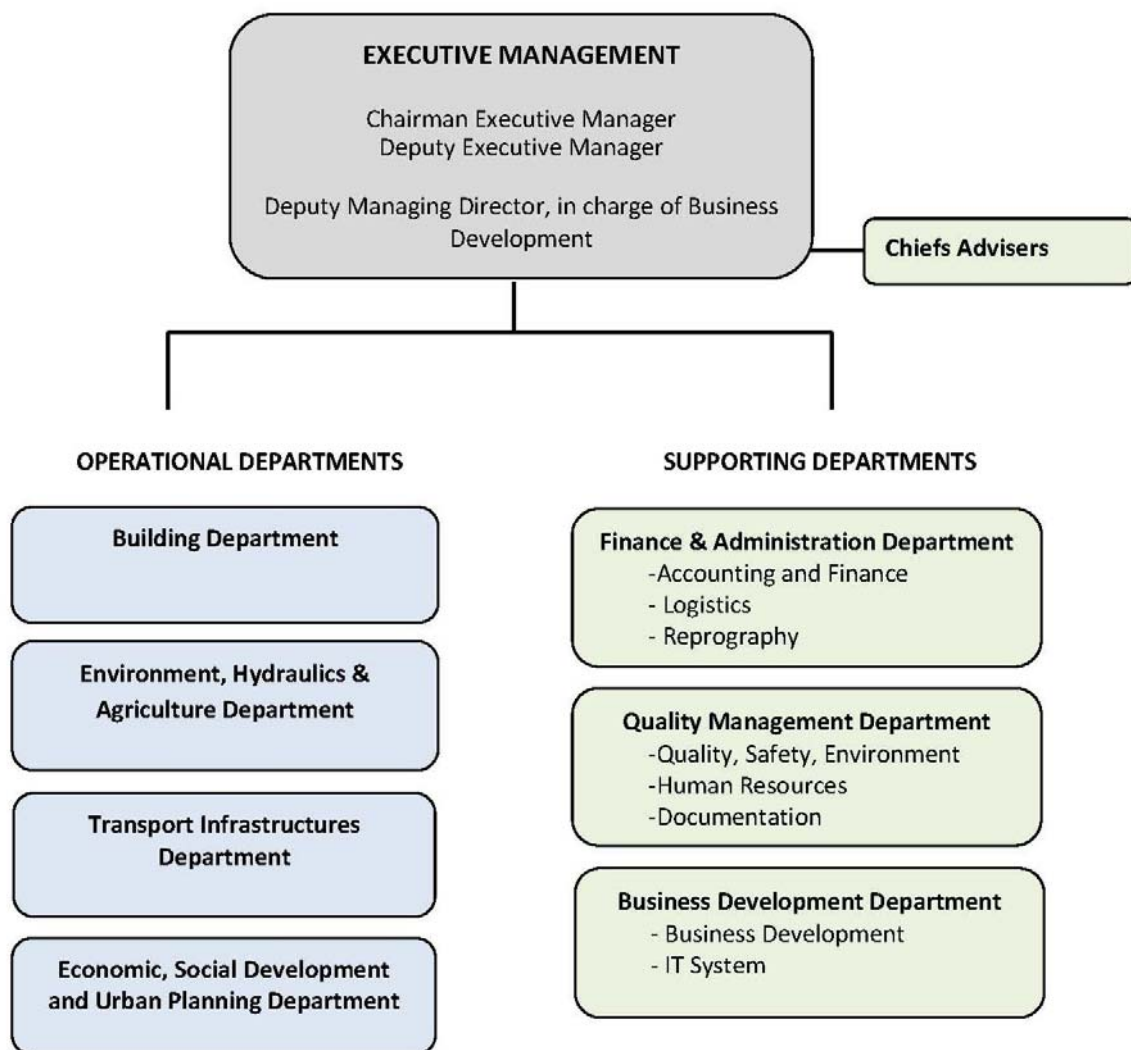 EXECUTIVE MANAGEMENT
Chairman Executive Manager
Deputy Executive Manager
Deputy Managing Director, in charge of Business
Development
Chiefs Advisers
OPERATIONAL DEPARTMENTS
Building Department
Environment, Hydraulics &
Agriculture Department
Transport Infrastructures
Department
Economic, Social Development
and Urban Planning Department
SUPPORTING DEPARTMENTS
Finance & Administration Department
-Accounting and Finance
- Logistics
- Reprography
Quality Management Department
-Quality, Safety, Environment
-Human Resources
-Documentation
Business Development Department
- Business Development
- IT System